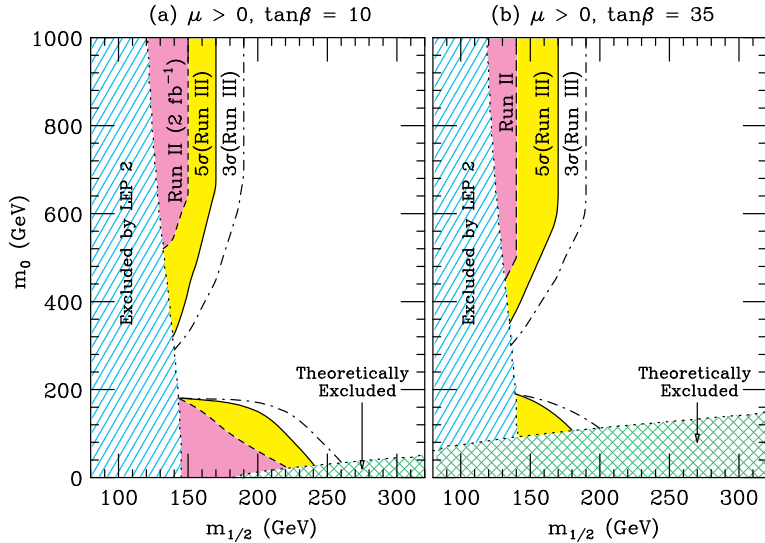 (a) μ > 0, tanβ = 10
(b) μ > 0, tanβ = 35
1000
800
600
400
200
0
m₀ (GeV)
Excluded by LEP 2
Run II (2 fb⁻¹)
5σ(Run III)
3σ(Run III)
Theoretically
Excluded
100
150
200
250
300
m₁/₂ (GeV)
Excluded by LEP 2
Run II
5σ(Run III)
3σ(Run III)
Theoretically
Excluded
100
150
200
250
300
m₁/₂ (GeV)